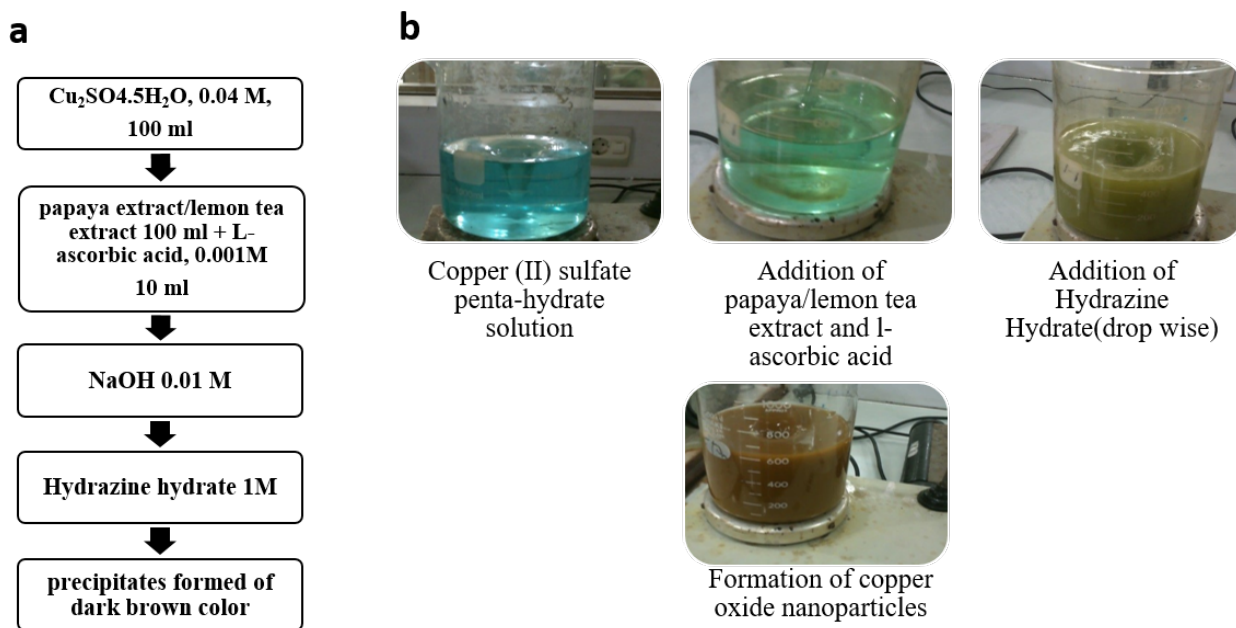 a
Cu₂SO4.5H₂O, 0.04 M,
100 ml
papaya extract/lemon tea
extract 100 ml + L-
ascorbic acid, 0.001M
10 ml
NaOH 0.01 M
Hydrazine hydrate 1M
precipitates formed of
dark brown color
b
Copper (II) sulfate
penta-hydrate
solution
Addition of
papaya/lemon tea
extract and l-
ascorbic acid
Addition of
Hydrazine
Hydrate(drop wise)
1000
800
600
400
200
Formation of copper
oxide nanoparticles